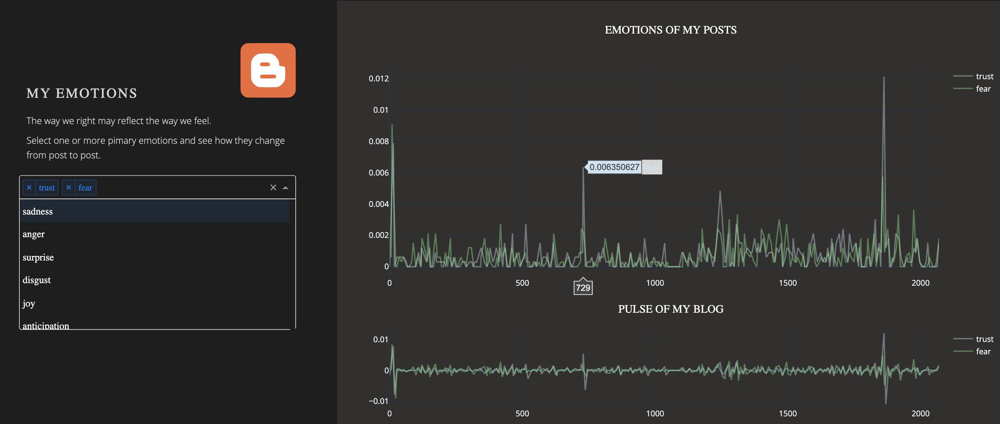 MY EMOTIONS
The way we right may reflect the way we feel.
Select one or more pimary emotions and see how they change
from post to post.
× trust × fear
sadness
anger
surprise
disgust
joy
anticipation
EMOTIONS OF MY POSTS
0.012
0.01
0.008
0.006
0.004
0.002
0
0.006350627 trust
0 500 1000 1500 2000
729
trust
fear
PULSE OF MY BLOG
0.01
0
−0.01
0 500 1000 1500 2000
trust
fear